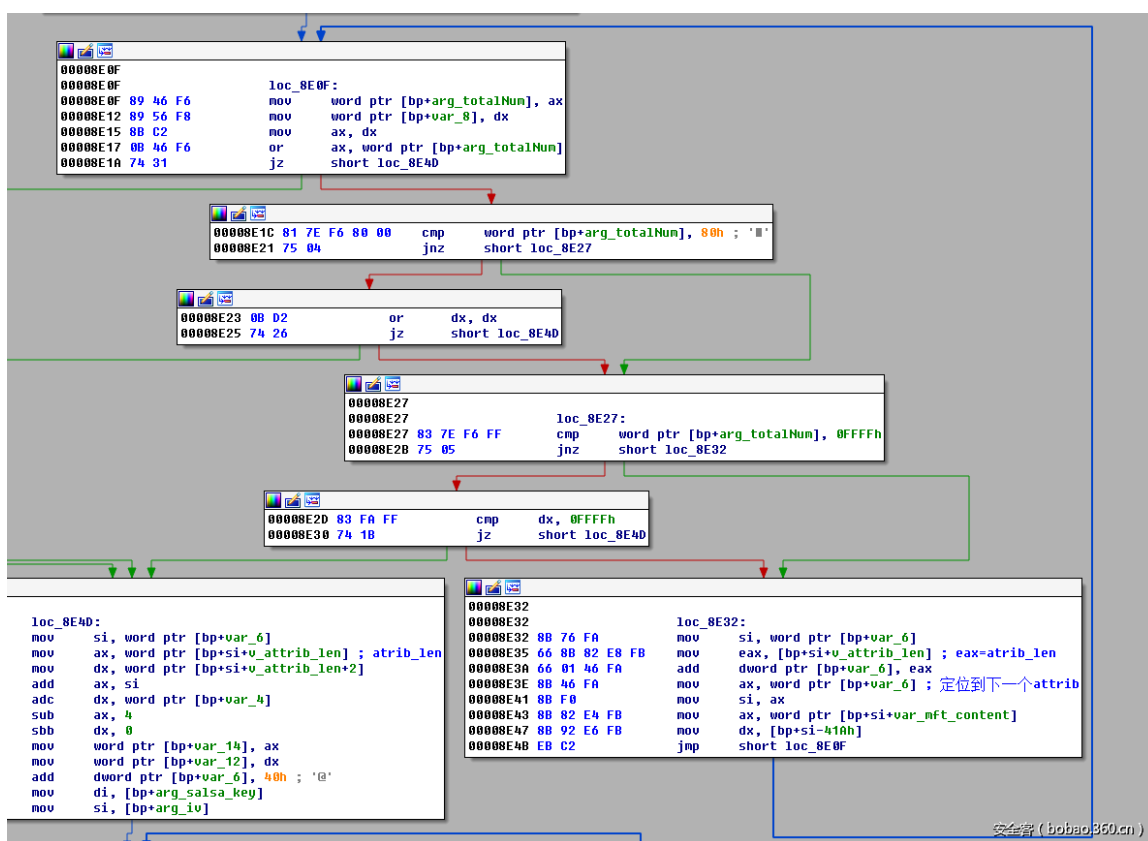 00008E0F
00008E0F loc_8E0F:
00008E0F 89 46 F6 mov word ptr [bp+arg_totalNum], ax
00008E12 89 56 F8 mov word ptr [bp+var_8], dx
00008E15 8B C2 mov ax, dx
00008E17 0B 46 F6 or ax, word ptr [bp+arg_totalNum]
00008E1A 74 31 jz short loc_8E4D
00008E1C 81 7E F6 80 00 cmp word ptr [bp+arg_totalNum], 80h ; '■'
00008E21 75 04 jnz short loc_8E27
00008E23 0B D2 or dx, dx
00008E25 74 26 jz short loc_8E4D
00008E27
00008E27 loc_8E27:
00008E27 83 7E F6 FF cmp word ptr [bp+arg_totalNum], 0FFFFh
00008E2B 75 05 jnz short loc_8E32
00008E2D 83 FA FF cmp dx, 0FFFFh
00008E30 74 1B jz short loc_8E4D
loc_8E4D:
mov si, word ptr [bp+var_6]
mov ax, word ptr [bp+si+v_attrib_len] ; atrib_len
mov dx, word ptr [bp+si+v_attrib_len+2]
add ax, si
adc dx, word ptr [bp+var_4]
sub ax, 4
sbb dx, 0
mov word ptr [bp+var_14], ax
mov word ptr [bp+var_12], dx
add dword ptr [bp+var_6], 40h ; '@'
mov di, [bp+arg_salsa_key]
mov si, [bp+arg_iv]
00008E32
00008E32 loc_8E32:
00008E32 8B 76 FA mov si, word ptr [bp+var_6]
00008E35 66 8B 82 E8 FB mov eax, [bp+si+v_attrib_len] ; eax=atrib_len
00008E3A 66 01 46 FA add dword ptr [bp+var_6], eax
00008E3E 8B 46 FA mov ax, word ptr [bp+var_6] ; 定位到下一个attrib
00008E41 8B F0 mov si, ax
00008E43 8B 82 E4 FB mov ax, word ptr [bp+si+var_mft_content]
00008E47 8B 92 E6 FB mov dx, [bp+si-41Ah]
00008E4B EB C2 jmp short loc_8E0F
安全客 ( bobao.360.cn )